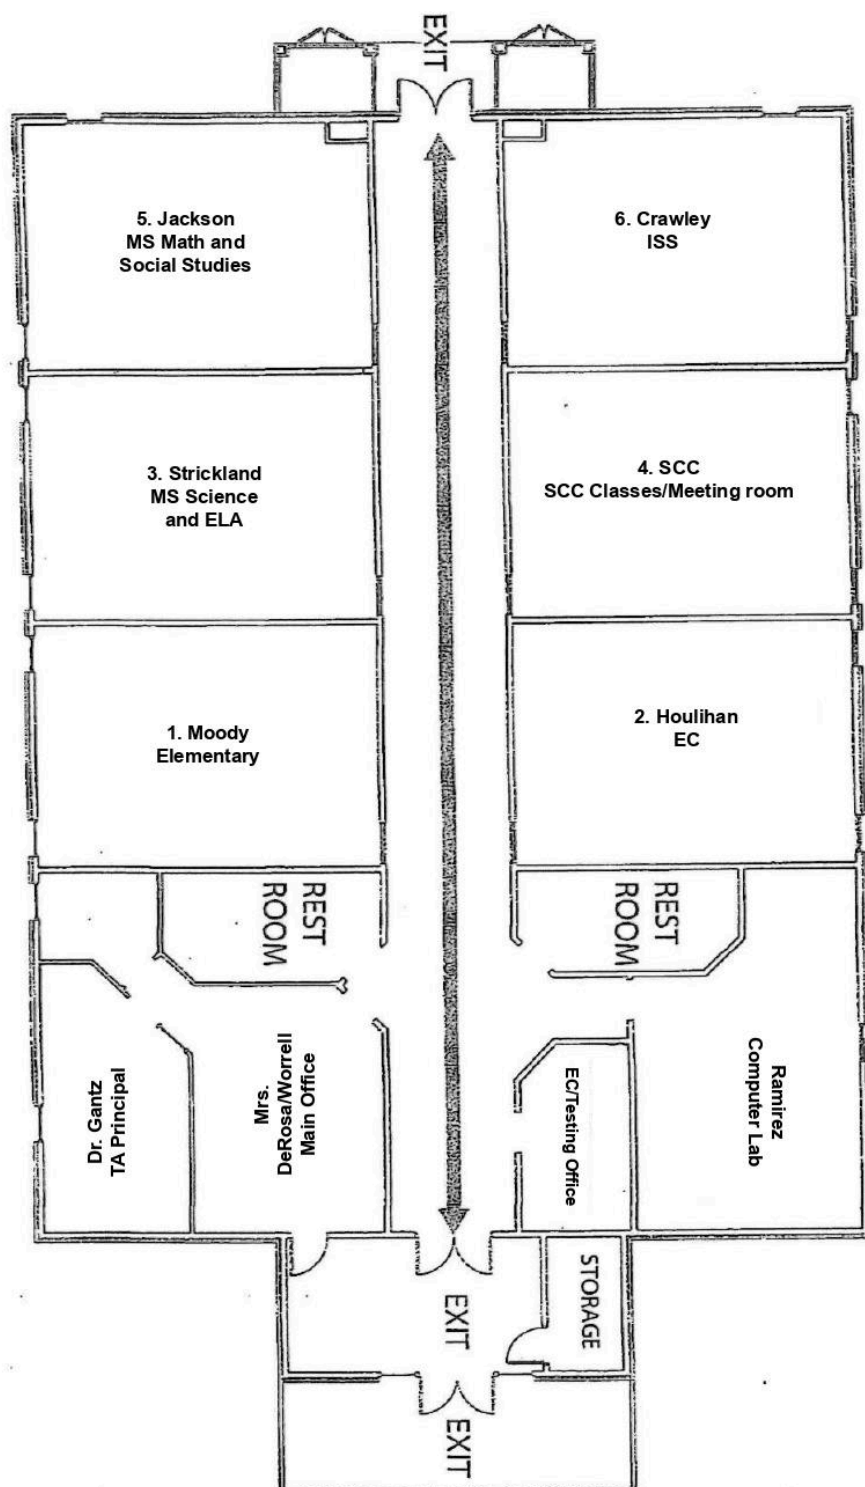 EXIT
5. Jackson
MS Math and
Social Studies
6. Crawley
ISS
3. Strickland
MS Science
and ELA
4. SCC
SCC Classes/Meeting room
1. Moody
Elementary
2. Houlihan
EC
REST
ROOM
REST
ROOM
Dr. Gantz
TA Principal
Mrs.
DeRosa/Worrell
Main Office
EC/Testing Office
Ramirez
Computer Lab
EXIT
STORAGE
EXIT